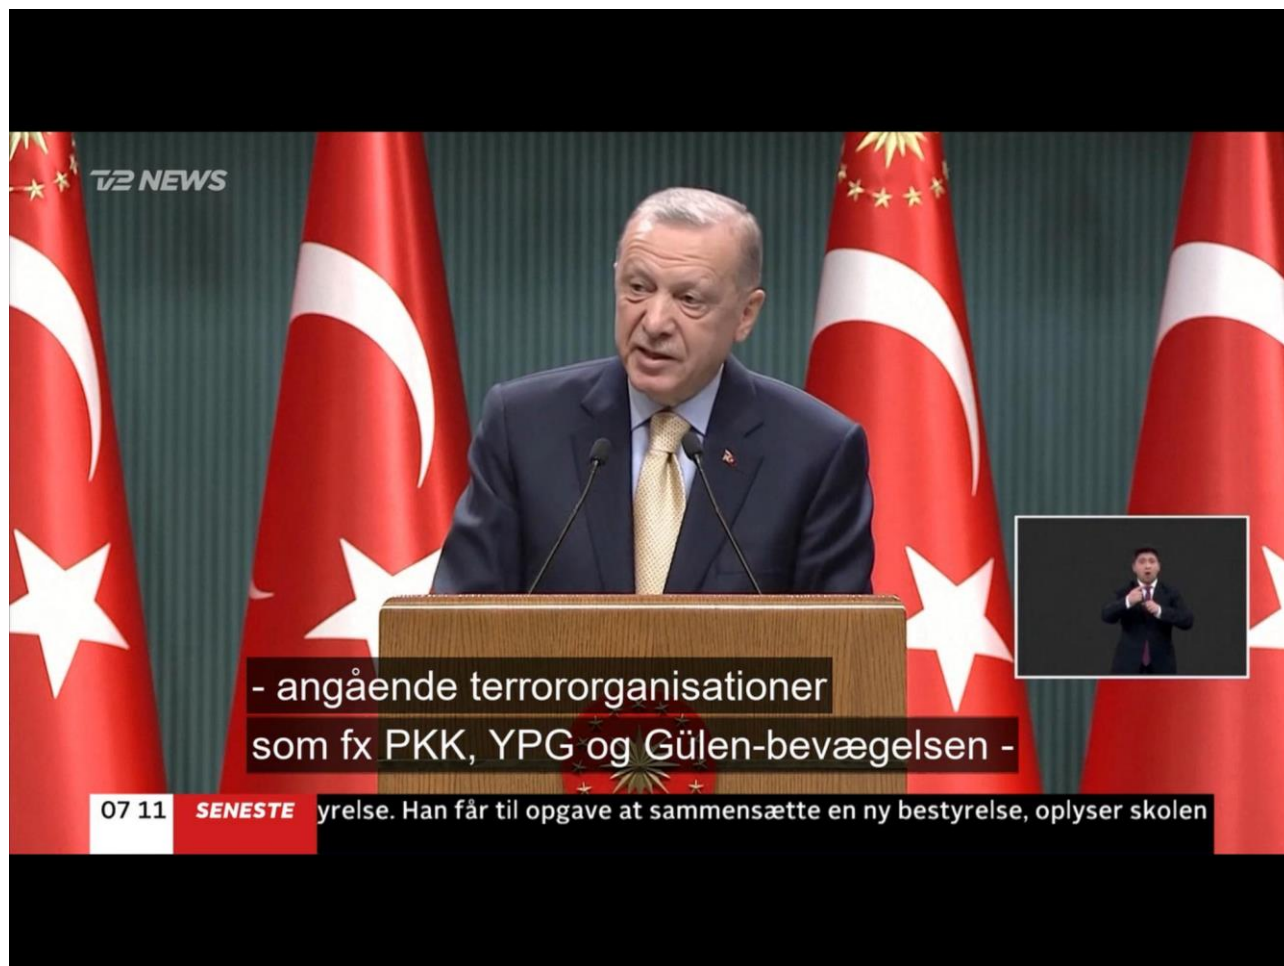 TV2 NEWS
- angående terrororganisationer
som fx PKK, YPG og Gülen-bevægelsen -
07 11 SENESTE yrelse. Han får til opgave at sammensætte en ny bestyrelse, oplyser skolen